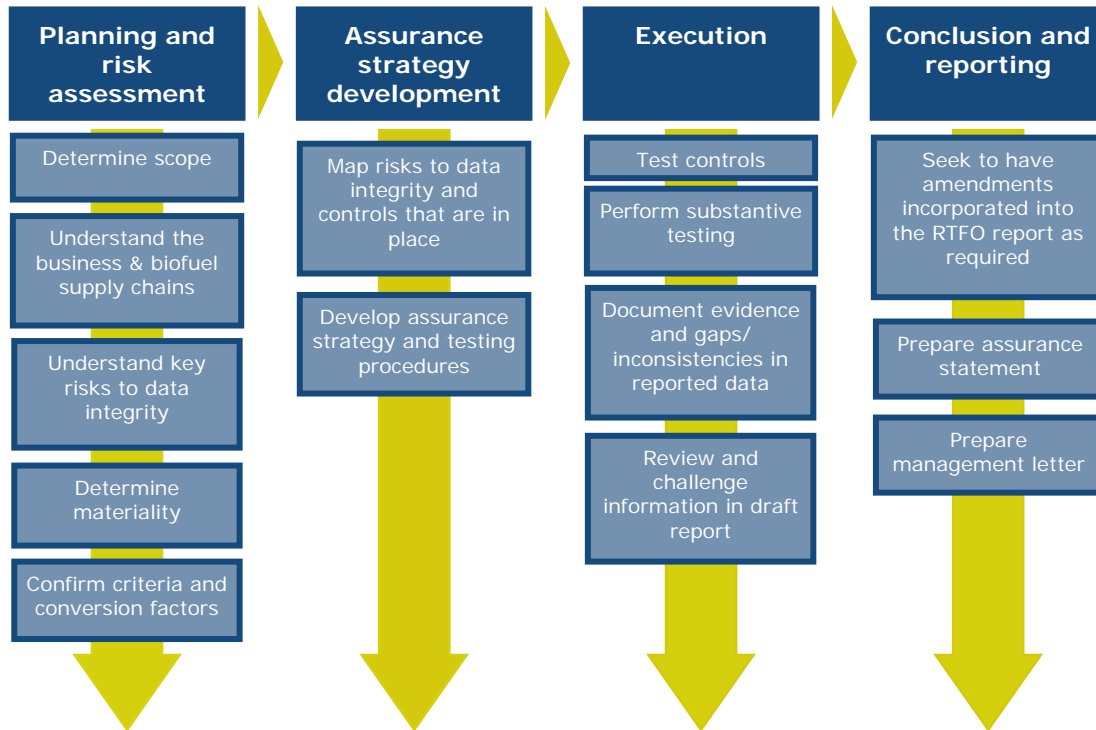 Planning and
risk
assessment
Determine scope
Understand the
business & biofuel
supply chains
Understand key
risks to data
integrity
Determine
materiality
Confirm criteria and
conversion factors
Assurance
strategy
development
Map risks to data
integrity and
controls that are in
place
Develop assurance
strategy and testing
procedures
Execution
Test controls
Perform substantive
testing
Document evidence
and gaps/
inconsistencies in
reported data
Review and
challenge
information in draft
report
Conclusion and
reporting
Seek to have
amendments
incorporated into
the RTFO report as
required
Prepare assurance
statement
Prepare
management letter